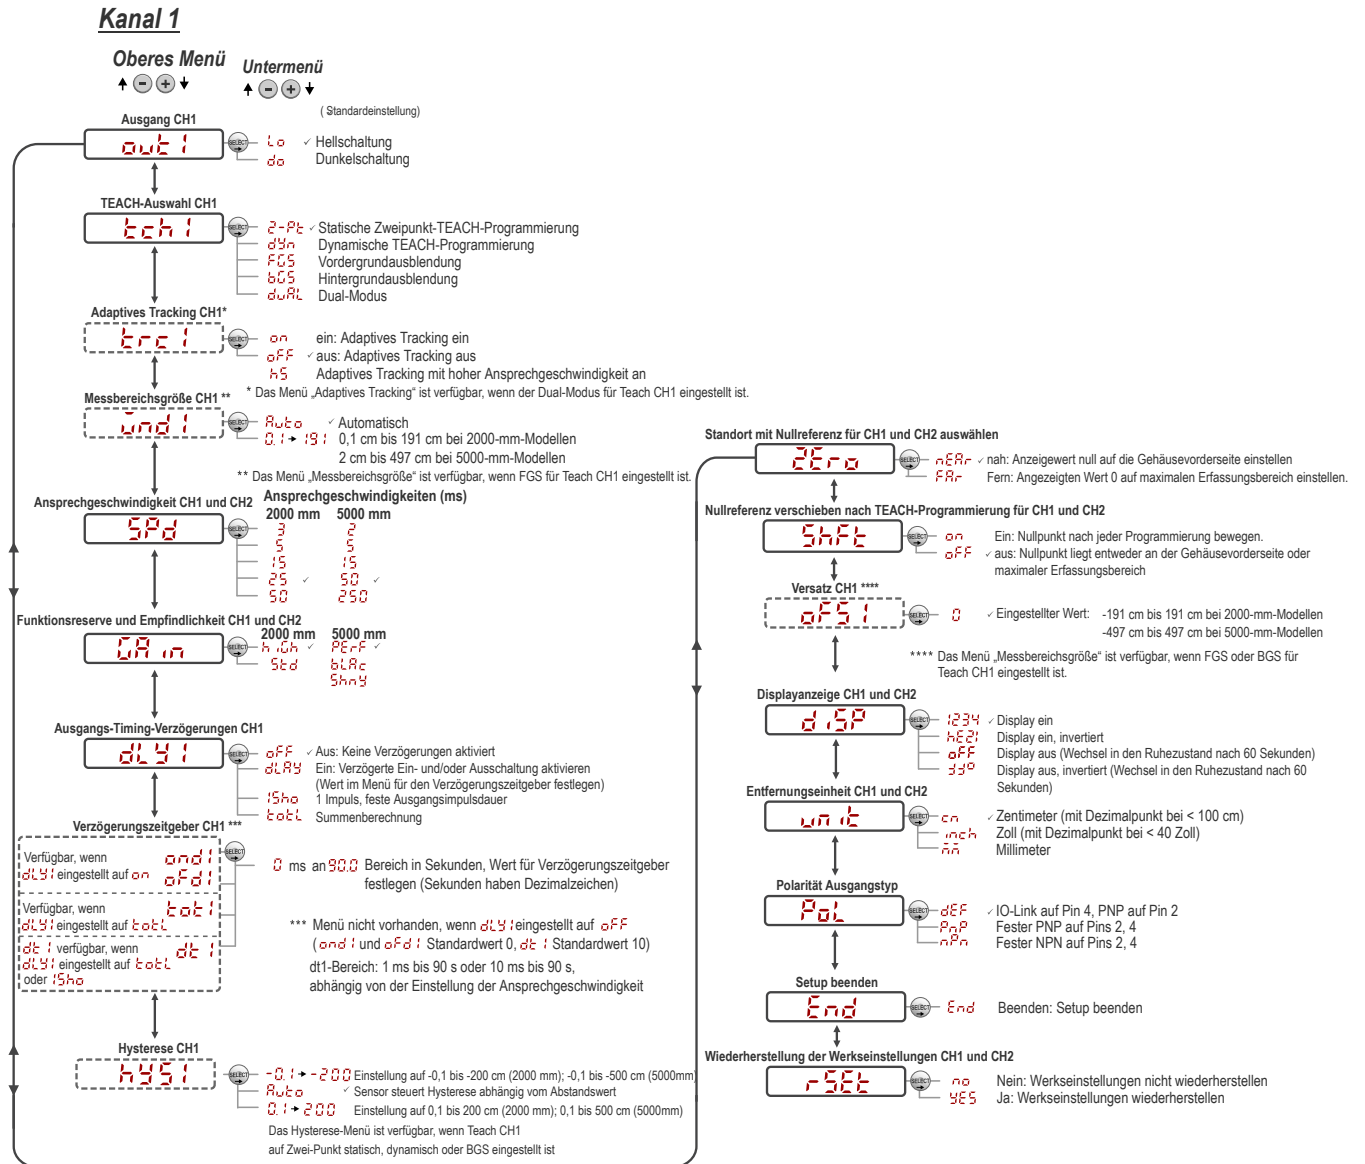 Kanal 1
Oberes Menü
Untermenü
(Standardeinstellung)
Ausgang CH1
out1
SELECT
Lo ✓ Hellschaltung
do Dunkelschaltung
TEACH-Auswahl CH1
tch1
SELECT
2-Pt ✓ Statische Zweipunkt-TEACH-Programmierung
dYn Dynamische TEACH-Programmierung
FGS Vordergrundausblendung
bGS Hintergrundausblendung
duAL Dual-Modus
Adaptives Tracking CH1*
trc1
SELECT
on ein: Adaptives Tracking ein
oFF ✓ aus: Adaptives Tracking aus
hS Adaptives Tracking mit hoher Ansprechgeschwindigkeit an
* Das Menü „Adaptives Tracking“ ist verfügbar, wenn der Dual-Modus für Teach CH1 eingestellt ist.
Messbereichsgröße CH1 **
wnd1
SELECT
Auto ✓ Automatisch
0.1 → 191 0,1 cm bis 191 cm bei 2000-mm-Modellen
2 cm bis 497 cm bei 5000-mm-Modellen
** Das Menü „Messbereichsgröße“ ist verfügbar, wenn FGS für Teach CH1 eingestellt ist.
Ansprechgeschwindigkeit CH1 und CH2
SPd
SELECT
Ansprechgeschwindigkeiten (ms)
2000 mm 5000 mm
3 2
5 5
15 15
25 ✓ 50 ✓
50 250
Funktionsreserve und Empfindlichkeit CH1 und CH2
GAin
SELECT
2000 mm 5000 mm
hiGh ✓ PErF ✓
Std bLAc
Shny
Ausgangs-Timing-Verzögerungen CH1
dLY1
SELECT
oFF ✓ Aus: Keine Verzögerungen aktiviert
dLAY Ein: Verzögerte Ein- und/oder Ausschaltung aktivieren
(Wert im Menü für den Verzögerungszeitgeber festlegen)
1Sho 1 Impuls, feste Ausgangsimpulsdauer
totL Summenberechnung
Verzögerungszeitgeber CH1 ***
Verfügbar, wenn
dLY1 eingestellt auf on
ond1
oFd1
SELECT
Verfügbar, wenn
dLY1 eingestellt auf totL
tot1
dt1 verfügbar, wenn
dLY1 eingestellt auf totL
oder 1Sho
dt1
0 ms an 90.0 Bereich in Sekunden, Wert für Verzögerungszeitgeber
festlegen (Sekunden haben Dezimalzeichen)
*** Menü nicht vorhanden, wenn dLY1 eingestellt auf oFF
(ond1 und oFd1 Standardwert 0, dt1 Standardwert 10)
dt1-Bereich: 1 ms bis 90 s oder 10 ms bis 90 s,
abhängig von der Einstellung der Ansprechgeschwindigkeit
Hysterese CH1
hYS1
SELECT
-0.1 → -200 Einstellung auf -0,1 bis -200 cm (2000 mm); -0,1 bis -500 cm (5000mm)
Auto ✓ Sensor steuert Hysterese abhängig vom Abstandswert
0.1 → 200 Einstellung auf 0,1 bis 200 cm (2000 mm); 0,1 bis 500 cm (5000mm)
Das Hysterese-Menü ist verfügbar, wenn Teach CH1
auf Zwei-Punkt statisch, dynamisch oder BGS eingestellt ist
Standort mit Nullreferenz für CH1 und CH2 auswählen
ZEro
SELECT
nEAr ✓ nah: Anzeigewert null auf die Gehäusevorderseite einstellen
FAr Fern: Angezeigten Wert 0 auf maximalen Erfassungsbereich einstellen.
Nullreferenz verschieben nach TEACH-Programmierung für CH1 und CH2
ShFt
SELECT
on Ein: Nullpunkt nach jeder Programmierung bewegen.
oFF ✓ aus: Nullpunkt liegt entweder an der Gehäusevorderseite oder
maximaler Erfassungsbereich
Versatz CH1 ****
oFS1
SELECT
0 ✓ Eingestellter Wert: -191 cm bis 191 cm bei 2000-mm-Modellen
-497 cm bis 497 cm bei 5000-mm-Modellen
**** Das Menü „Messbereichsgröße“ ist verfügbar, wenn FGS oder BGS für
Teach CH1 eingestellt ist.
Displayanzeige CH1 und CH2
diSP
SELECT
1234 ✓ Display ein
hEZ1 Display ein, invertiert
oFF Display aus (Wechsel in den Ruhezustand nach 60 Sekunden)
Display aus, invertiert (Wechsel in den Ruhezustand nach 60
Sekunden)
Entfernungseinheit CH1 und CH2
unit
SELECT
cn ✓ Zentimeter (mit Dezimalpunkt bei < 100 cm)
inch Zoll (mit Dezimalpunkt bei < 40 Zoll)
Millimeter
Polarität Ausgangstyp
PoL
SELECT
dEF ✓ IO-Link auf Pin 4, PNP auf Pin 2
PnP Fester PNP auf Pins 2, 4
nPn Fester NPN auf Pins 2, 4
Setup beenden
End
SELECT
End Beenden: Setup beenden
Wiederherstellung der Werkseinstellungen CH1 und CH2
rSEt
SELECT
no Nein: Werkseinstellungen nicht wiederherstellen
YES Ja: Werkseinstellungen wiederherstellen